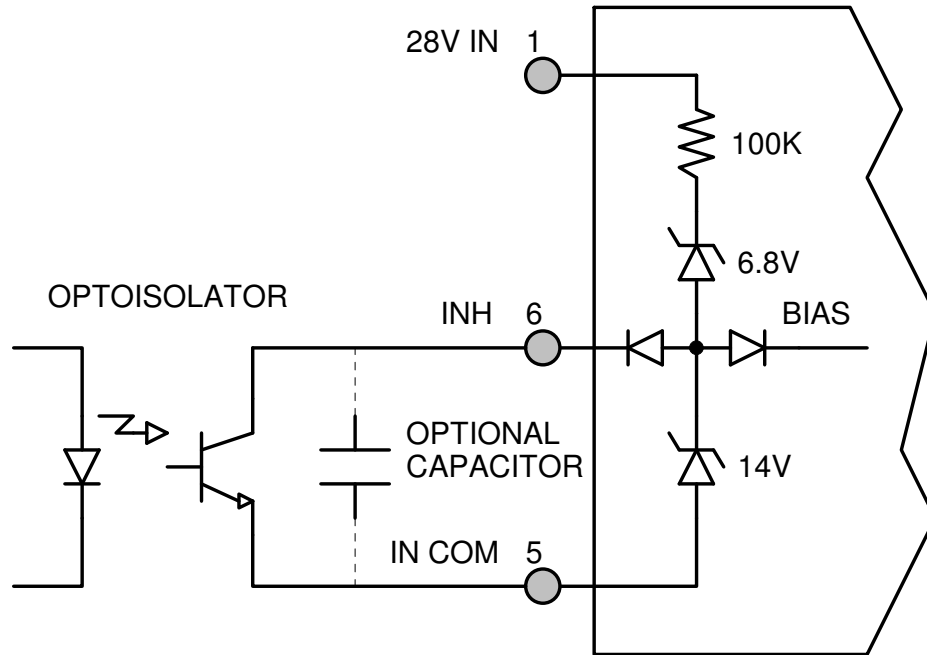 28V IN 1
100K
6.8V
OPTOISOLATOR
INH 6
BIAS
OPTIONAL
CAPACITOR
14V
IN COM 5